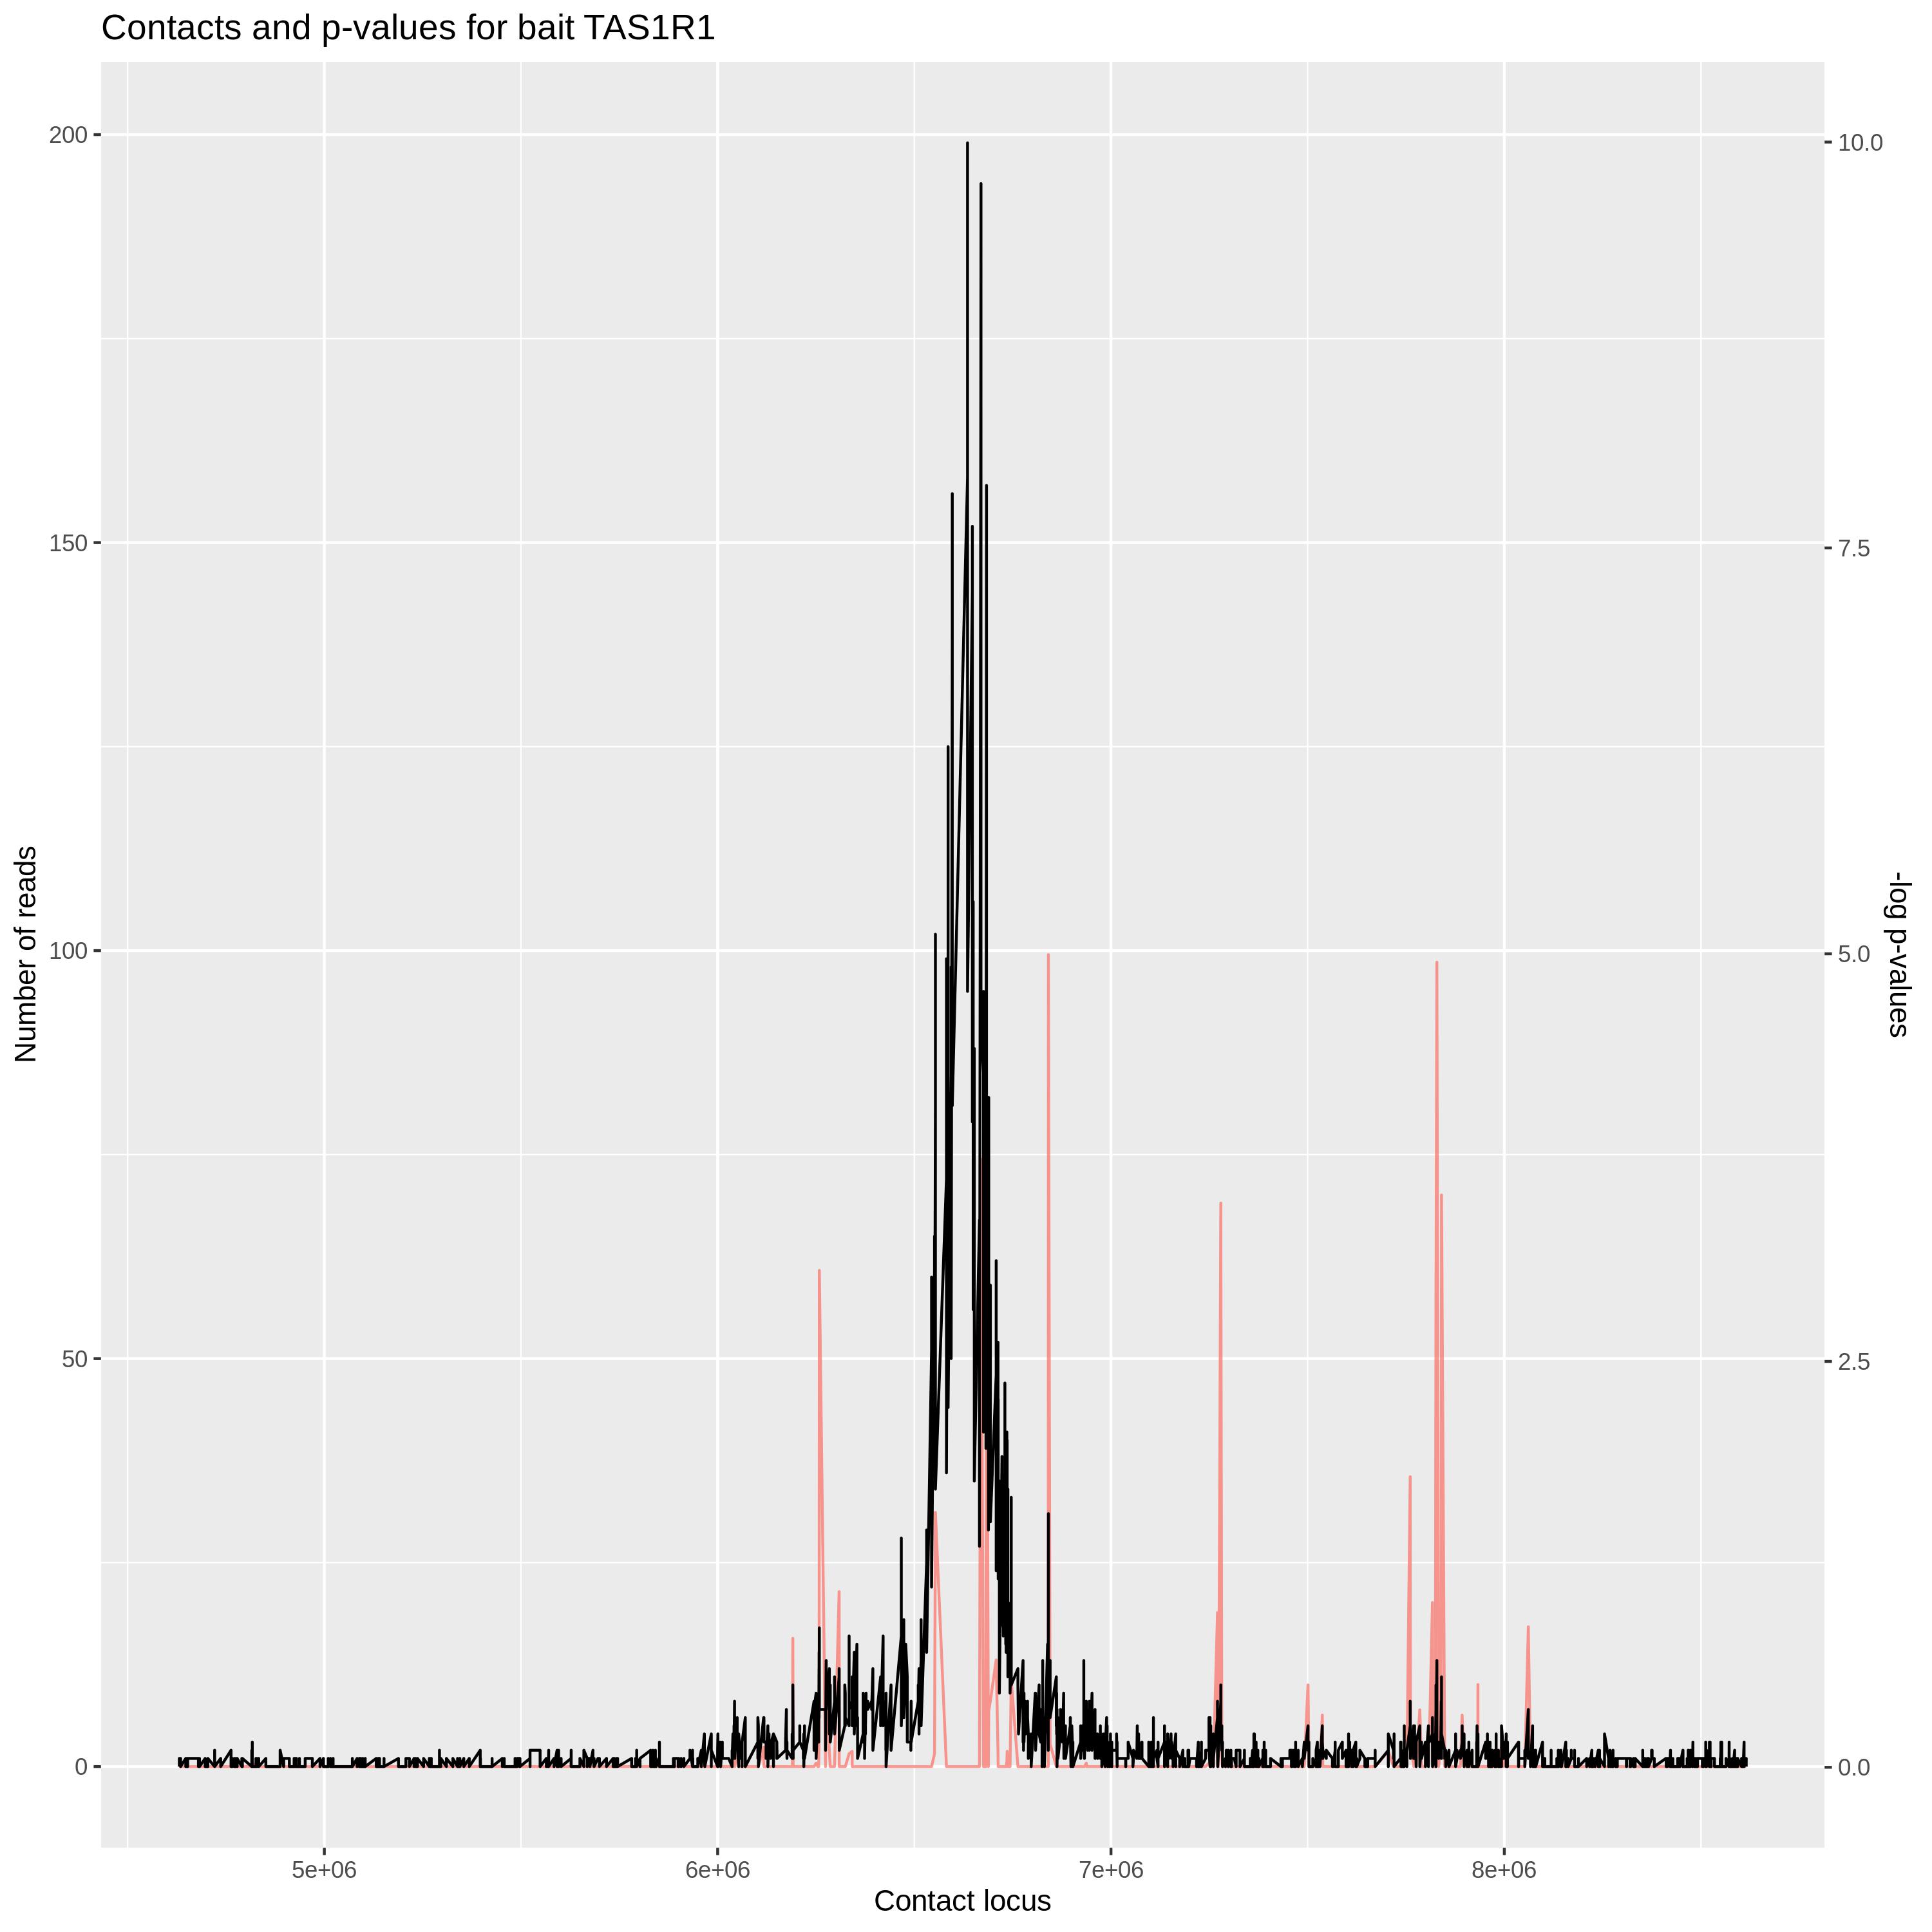 Contacts and p-values for bait TAS1R1
200
150
100
50
0
Number of reads
10.0
7.5
5.0
2.5
0.0
-log p-values
5e+06
6e+06
7e+06
8e+06
Contact locus